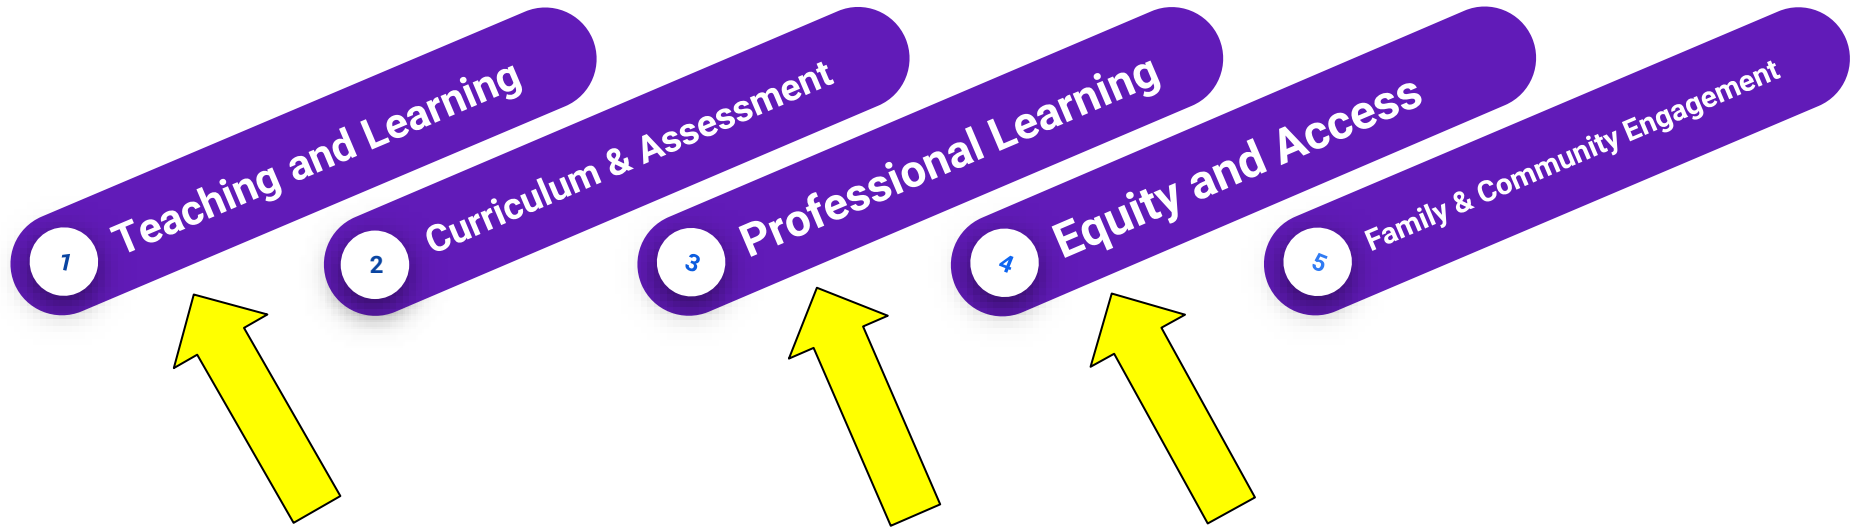 1 Teaching and Learning
2 Curriculum & Assessment
3 Professional Learning
4 Equity and Access
5 Family & Community Engagement